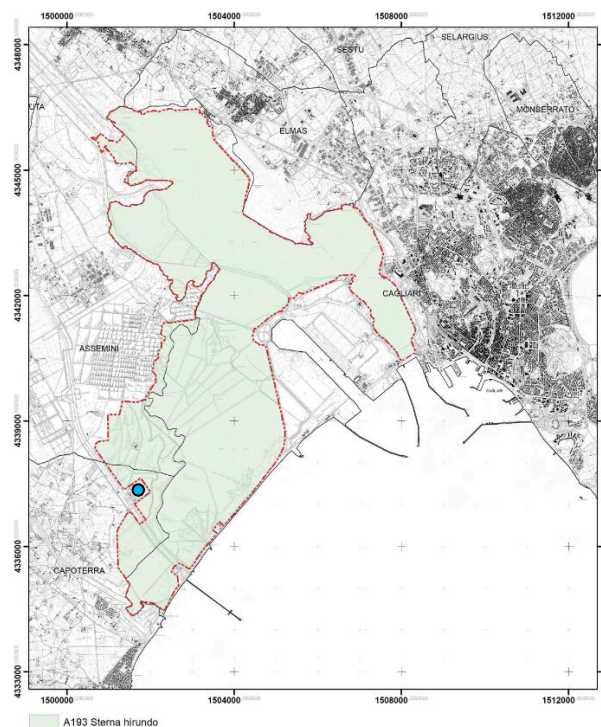 1500000 1504000 1508000 1512000
4348000
SESTU
SELARGIUS
UTA
MONSERRATO
ELMAS
4345000
4342000
CAGLIARI
ASSEMINI
4339000
4336000
CAPOTERRA
4333000
1500000 1504000 1508000 1512000
A193 Sterna hirundo